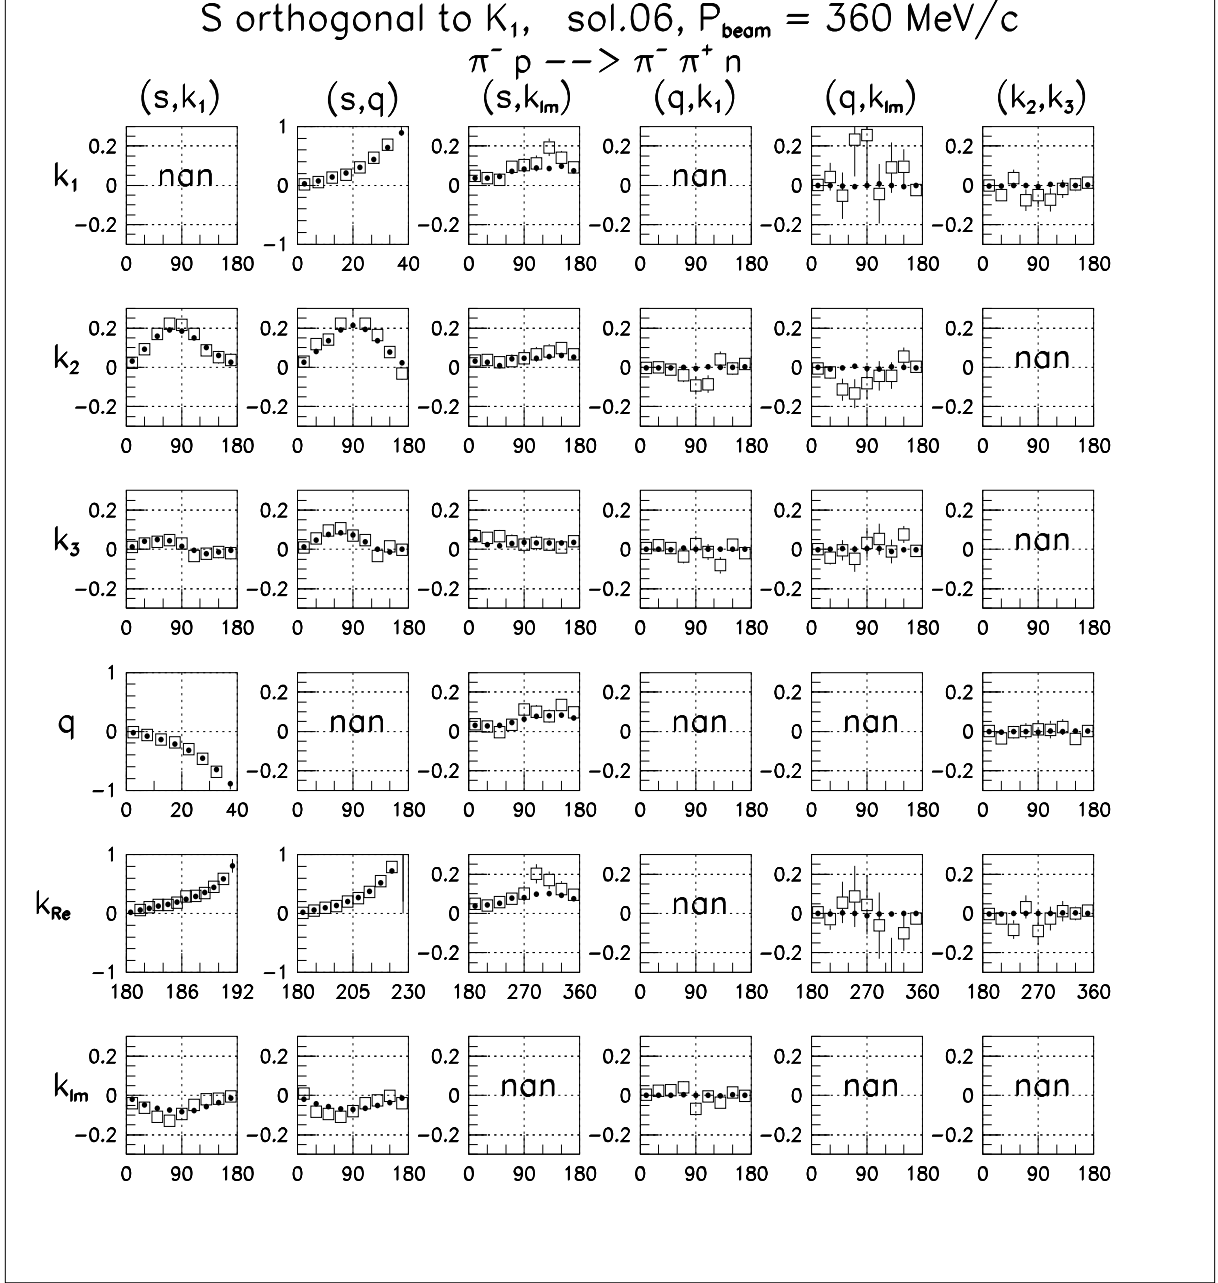 S orthogonal to K₁, sol.06, P_beam = 360 MeV/c
π⁻ p --> π⁻ π⁺ n
(s,k₁) (s,q) (s,k_Im) (q,k₁) (q,k_Im) (k₂,k₃)
k₁
0.2 0 −0.2 nan 0 90 180
1 0 −1 0 20 40
0.2 0 −0.2 0 90 180
0.2 0 −0.2 nan 0 90 180
0.2 0 −0.2 0 90 180
0.2 0 −0.2 0 90 180
k₂
0.2 0 −0.2 0 90 180
0.2 0 −0.2 0 90 180
0.2 0 −0.2 0 90 180
0.2 0 −0.2 0 90 180
0.2 0 −0.2 0 90 180
0.2 0 −0.2 nan 0 90 180
k₃
0.2 0 −0.2 0 90 180
0.2 0 −0.2 0 90 180
0.2 0 −0.2 0 90 180
0.2 0 −0.2 0 90 180
0.2 0 −0.2 0 90 180
0.2 0 −0.2 nan 0 90 180
q
1 0 −1 0 20 40
0.2 0 −0.2 nan 0 90 180
0.2 0 −0.2 0 90 180
0.2 0 −0.2 nan 0 90 180
0.2 0 −0.2 nan 0 90 180
0.2 0 −0.2 0 90 180
k_Re
1 0 −1 180 186 192
1 0 −1 180 205 230
0.2 0 −0.2 180 270 360
0.2 0 −0.2 nan 0 90 180
0.2 0 −0.2 180 270 360
0.2 0 −0.2 180 270 360
k_Im
0.2 0 −0.2 0 90 180
0.2 0 −0.2 0 90 180
0.2 0 −0.2 nan 0 90 180
0.2 0 −0.2 0 90 180
0.2 0 −0.2 nan 0 90 180
0.2 0 −0.2 nan 0 90 180